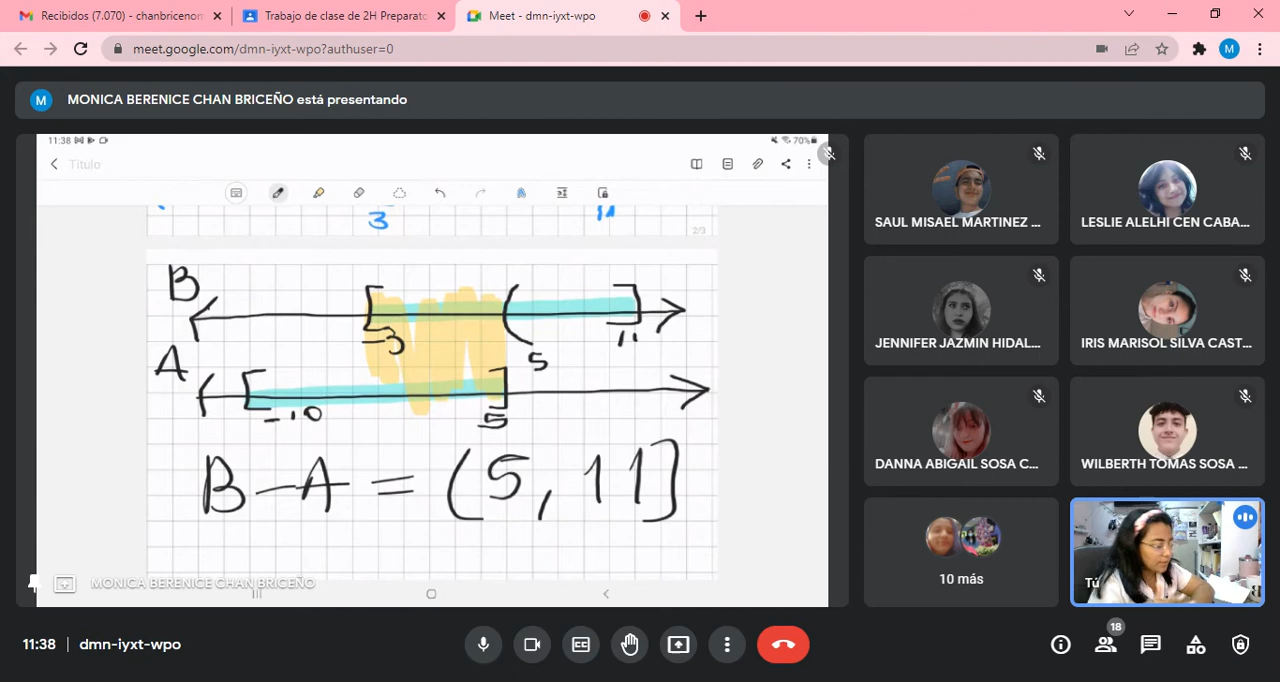 Recibidos (7.070) - chanbricenom
Trabajo de clase de 2H Preparato
Meet - dmn-iyxt-wpo
meet.google.com/dmn-iyxt-wpo?authuser=0
M
M
MONICA BERENICE CHAN BRICEÑO está presentando
11:38
70%
Título
3
11
2/3
B
-3
5
11
A
-10
5
B-A = (5, 11]
MONICA BERENICE CHAN BRICEÑO
SAUL MISAEL MARTINEZ ...
LESLIE ALELHI CEN CABA...
JENNIFER JAZMIN HIDAL...
IRIS MARISOL SILVA CAST...
DANNA ABIGAIL SOSA C...
WILBERTH TOMAS SOSA ...
10 más
Tú
11:38 | dmn-iyxt-wpo
CC
18